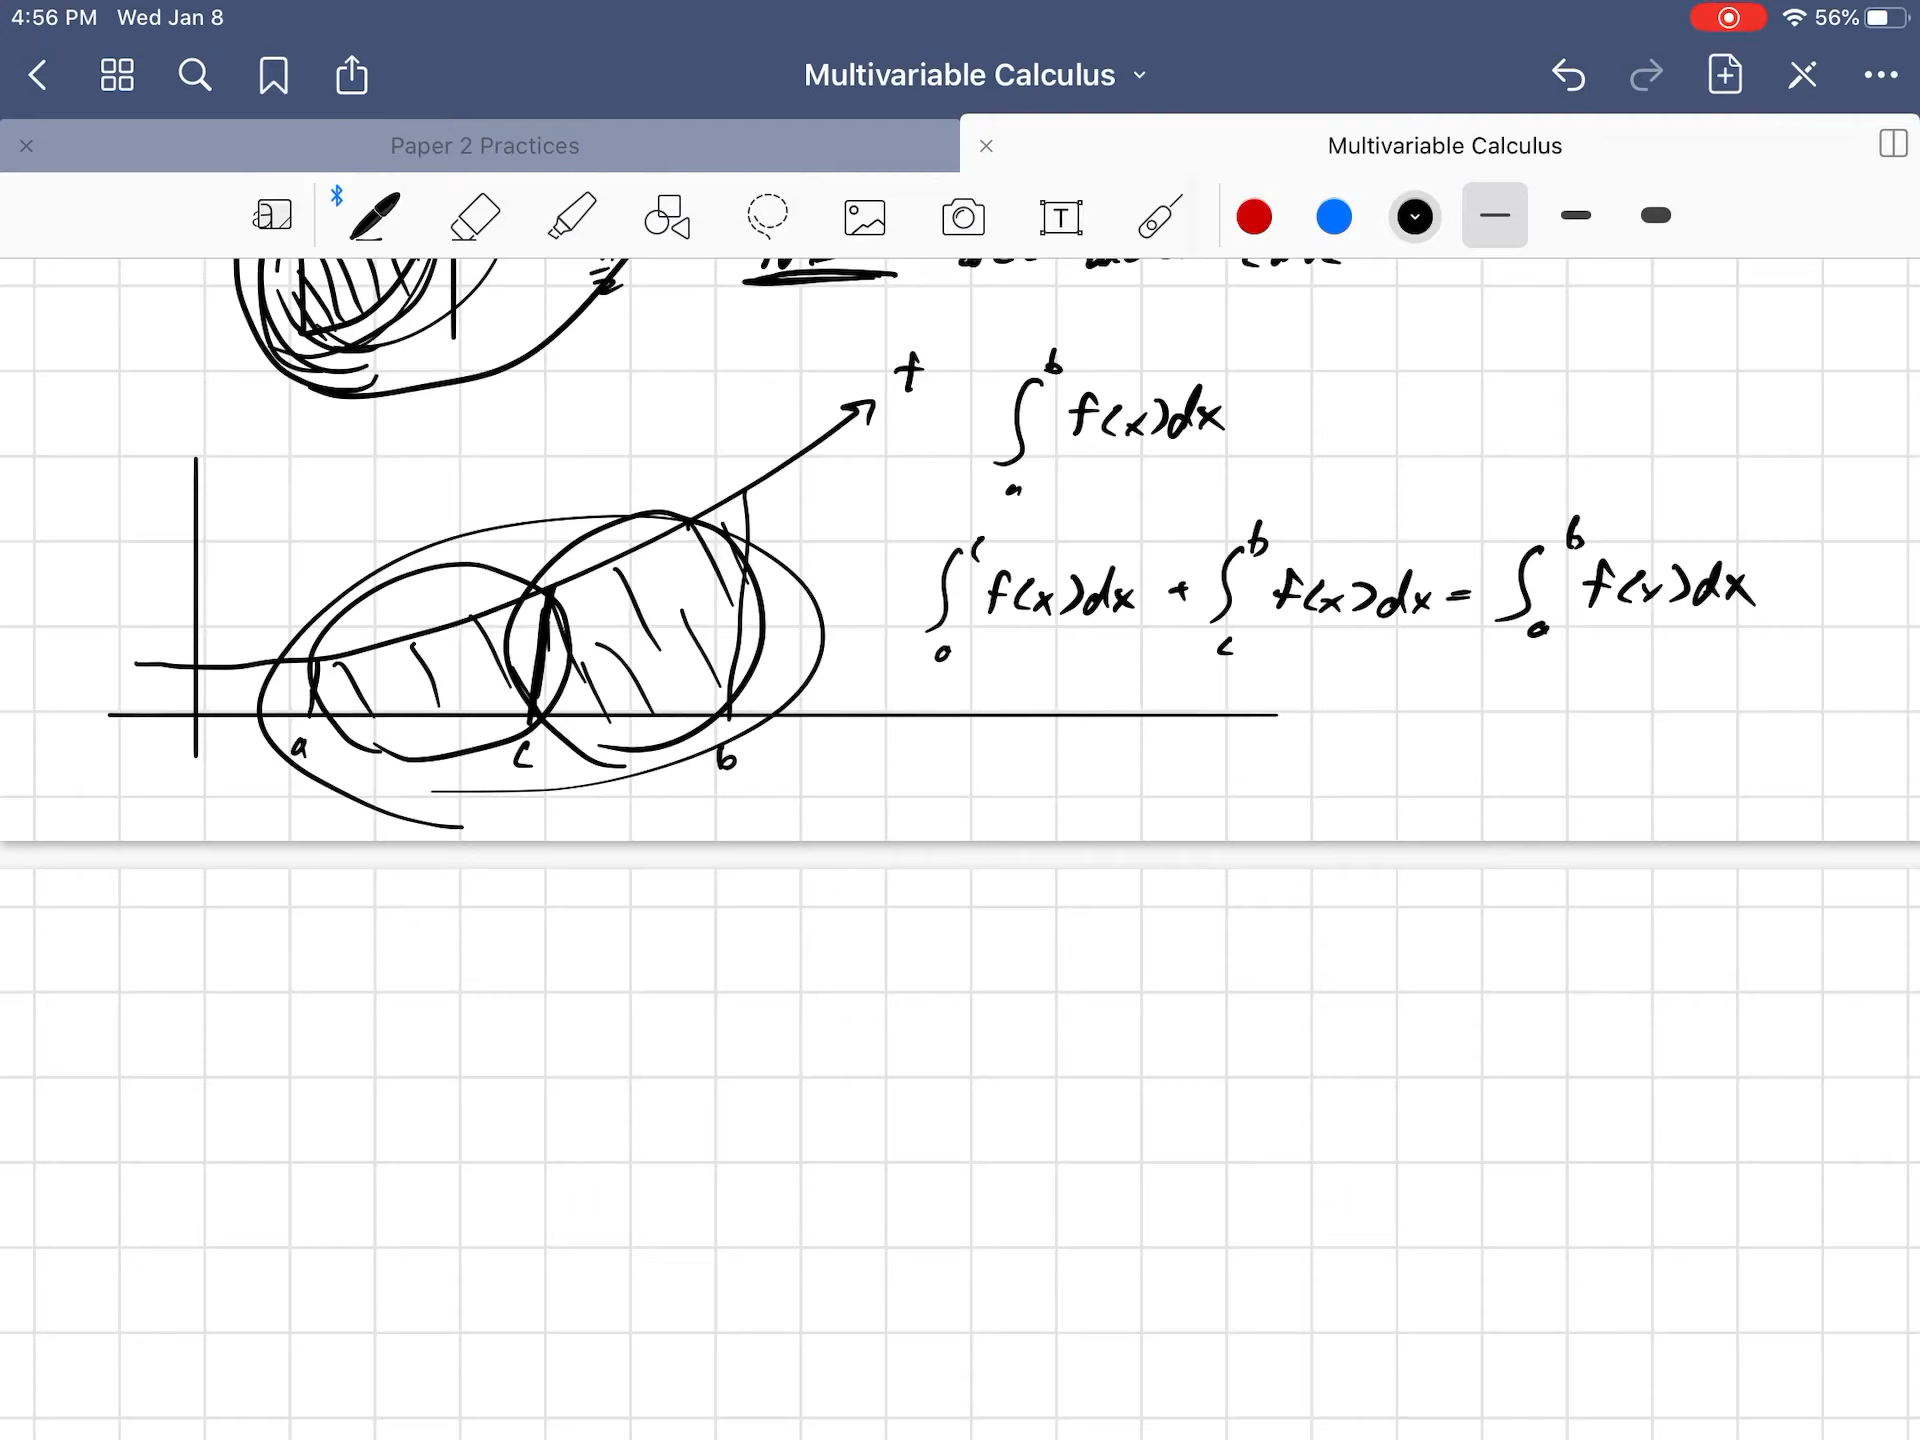 4:56 PM Wed Jan 8 56%
Multivariable Calculus
Paper 2 Practices
Multivariable Calculus
T
f
∫_a^b f(x)dx
∫_a^c f(x)dx + ∫_c^b f(x)dx = ∫_a^b f(x)dx
a c b